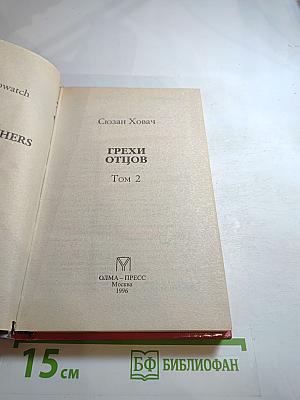 owatch
HERS
Сюзан Ховач
ГРЕХИ
ОТЦОВ
Том 2
ОЛМА – ПРЕСС
Москва
1996
15 см
БФ БИБЛИОФАН